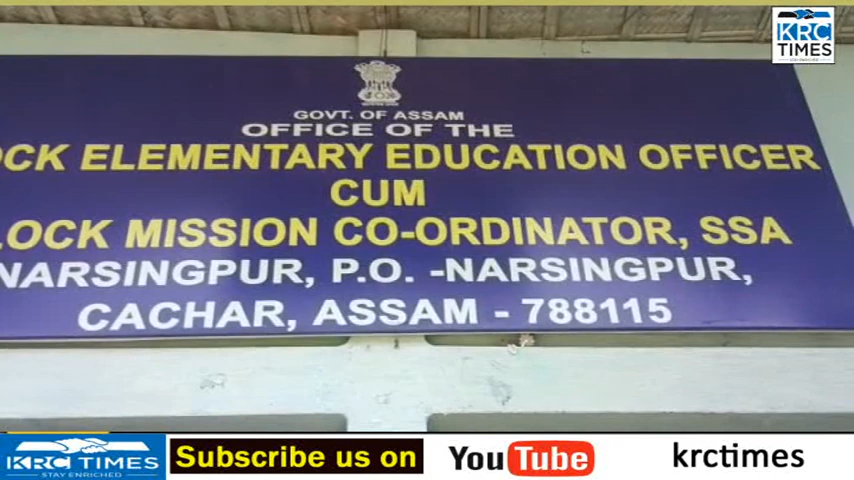 KRC
TIMES
GOVT. OF ASSAM
OFFICE OF THE
OCK ELEMENTARY EDUCATION OFFICER
CUM
LOCK MISSION CO-ORDINATOR, SSA
NARSINGPUR, P.O. -NARSINGPUR,
CACHAR, ASSAM - 788115
KRC TIMES
STAY ENRICHED
Subscribe us on
YouTube
krctimes